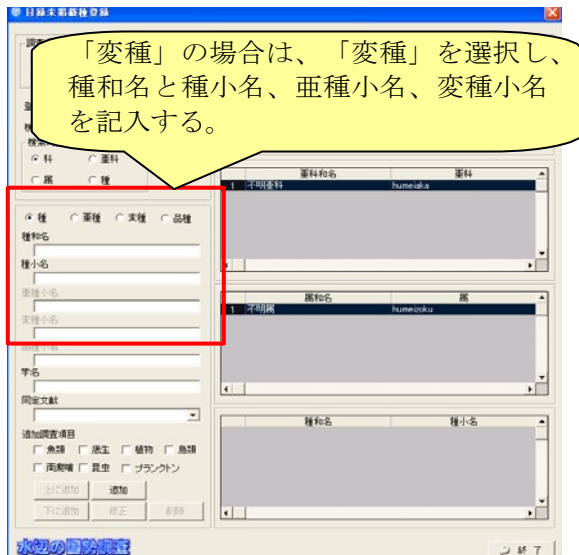 目録未掲載種登録
「変種」の場合は、「変種」を選択し、
種和名と種小名、亜種小名、変種小名
を記入する。
科 亜科
属 種
亜科和名 亜科
1 不明亜科 humeiaka
種 亜種 変種 品種
種和名
種小名
亜種小名
変種小名
品種小名
属和名 属
1 不明属 humeizoku
学名
同定文献
種和名 種小名
追加調査項目
魚類 底生 植物 鳥類
両爬哺 昆虫 プランクトン
上に追加 追加
下に追加 修正 削除
水辺の国勢調査
終了